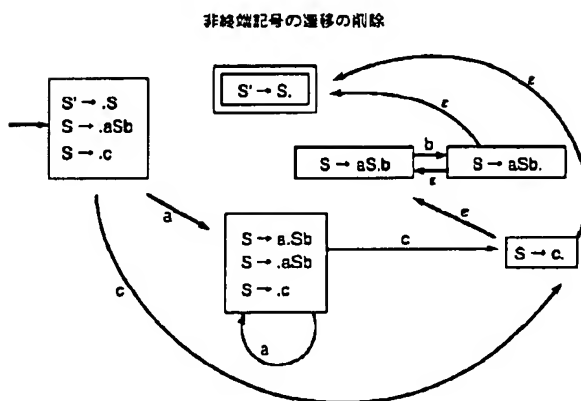 非終端記号の遷移の削除
S' → .S
S → .aSb
S → .c
S' → S.
ε
ε
S → aS.b
b
ε
S → aSb.
a
ε
S → a.Sb
S → .aSb
S → .c
c
S → c.
c
a